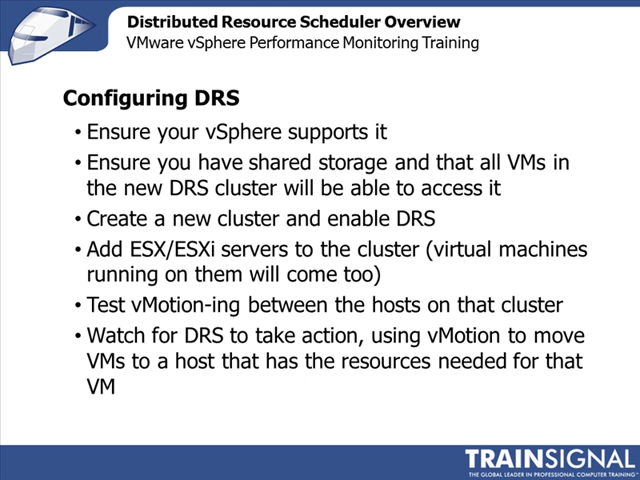 Distributed Resource Scheduler Overview
VMware vSphere Performance Monitoring Training
Configuring DRS
• Ensure your vSphere supports it
• Ensure you have shared storage and that all VMs in
the new DRS cluster will be able to access it
• Create a new cluster and enable DRS
• Add ESX/ESXi servers to the cluster (virtual machines
running on them will come too)
• Test vMotion-ing between the hosts on that cluster
• Watch for DRS to take action, using vMotion to move
VMs to a host that has the resources needed for that
VM
TRAINSIGNAL
THE GLOBAL LEADER IN PROFESSIONAL COMPUTER TRAINING